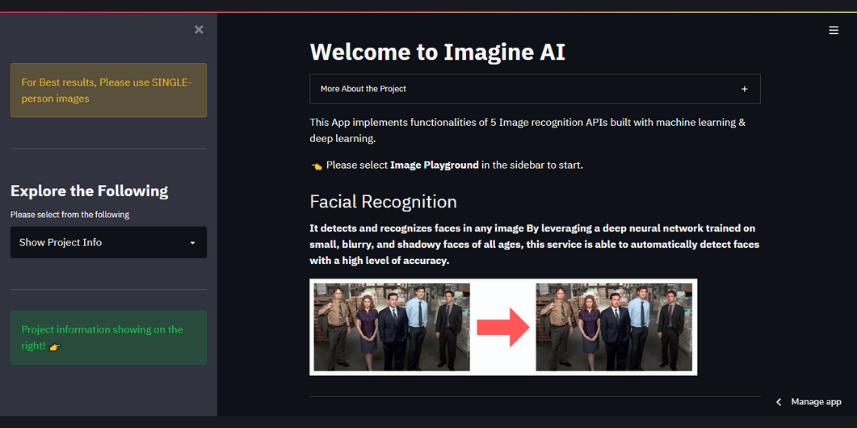 For Best results, Please use SINGLE-
person images
Explore the Following
Please select from the following
Show Project Info
Project information showing on the
right! 👉
Welcome to Imagine AI
More About the Project
This App implements functionalities of 5 Image recognition APIs built with machine learning &
deep learning.
👈 Please select Image Playground in the sidebar to start.
Facial Recognition
It detects and recognizes faces in any image By leveraging a deep neural network trained on
small, blurry, and shadowy faces of all ages, this service is able to automatically detect faces
with a high level of accuracy.
Manage app